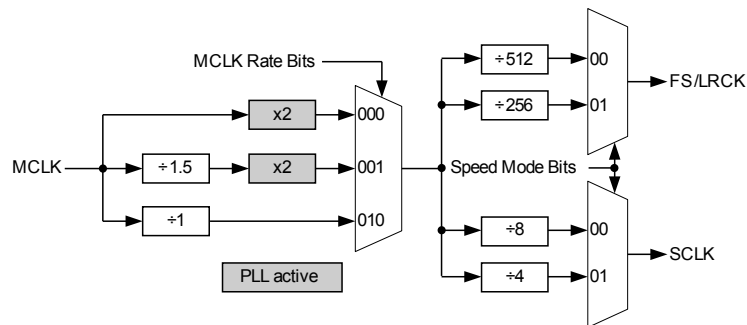 MCLK Rate Bits
÷512
00
FS/LRCK
÷256
01
x2
000
MCLK
÷1.5
x2
001
Speed Mode Bits
÷1
010
÷8
00
SCLK
÷4
01
PLL active